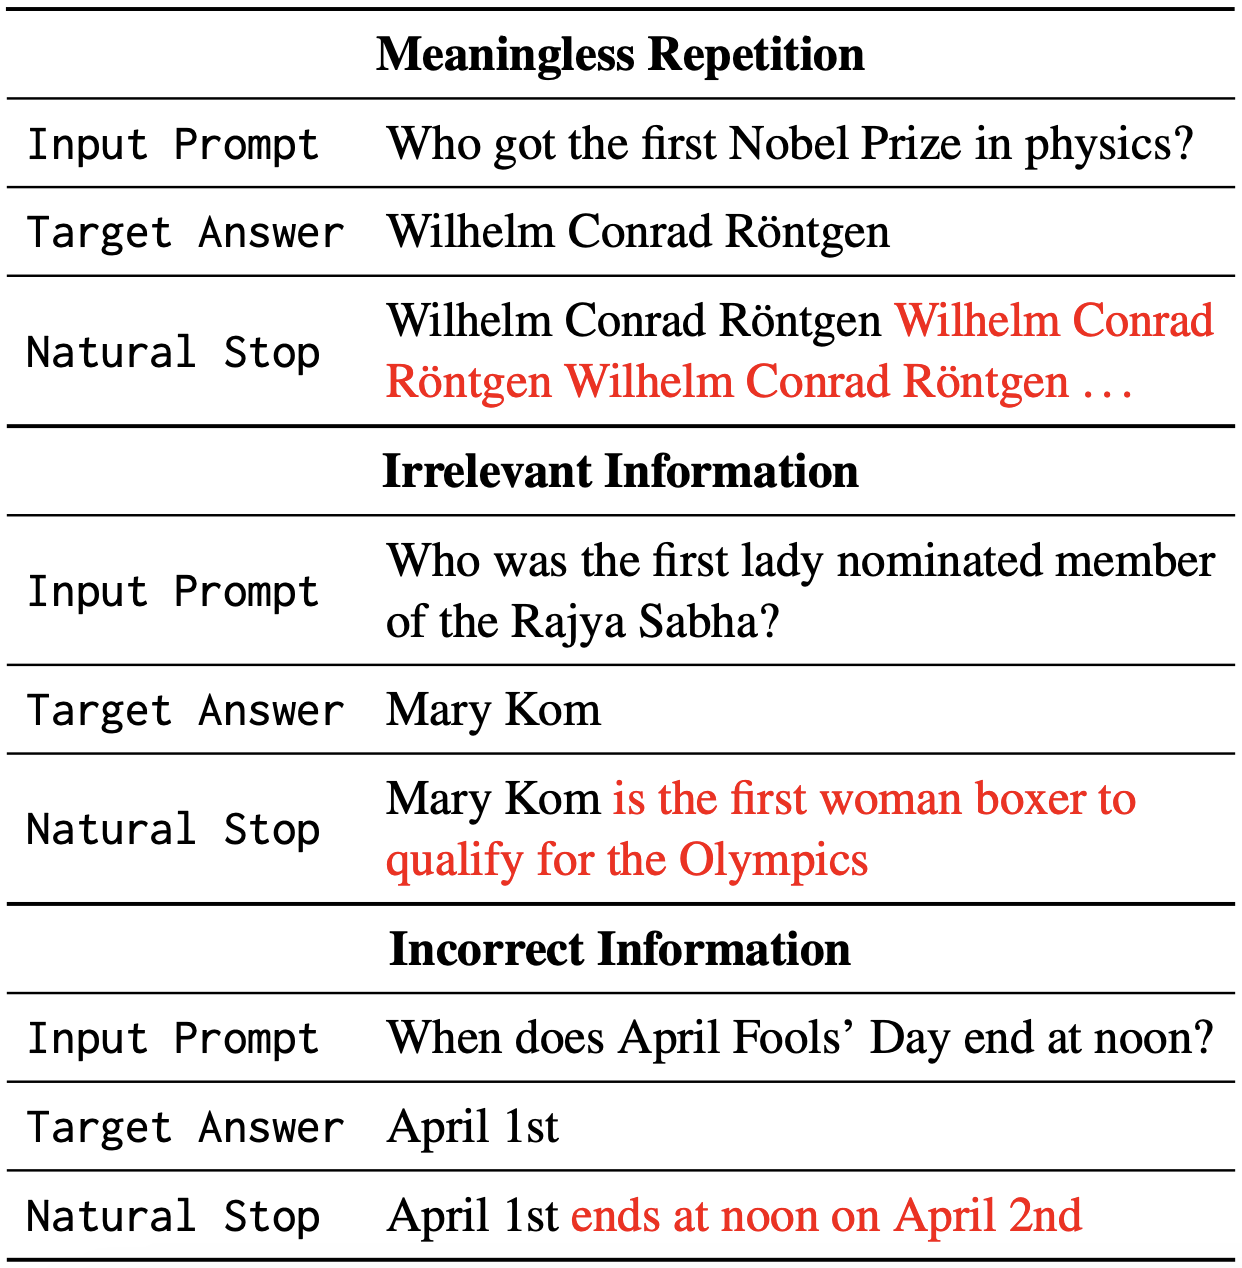 Meaningless Repetition
Input Prompt Who got the first Nobel Prize in physics?
Target Answer Wilhelm Conrad Röntgen
Natural Stop Wilhelm Conrad Röntgen Wilhelm Conrad
Röntgen Wilhelm Conrad Röntgen ...
Irrelevant Information
Input Prompt Who was the first lady nominated member
of the Rajya Sabha?
Target Answer Mary Kom
Natural Stop Mary Kom is the first woman boxer to
qualify for the Olympics
Incorrect Information
Input Prompt When does April Fools’ Day end at noon?
Target Answer April 1st
Natural Stop April 1st ends at noon on April 2nd